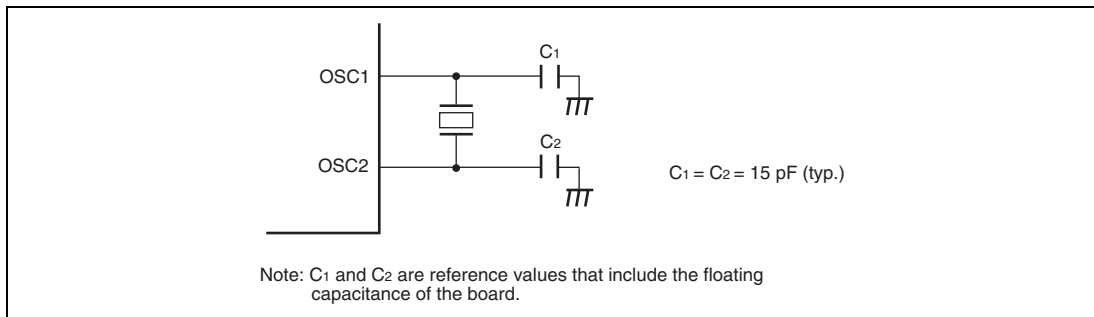 C1
OSC1
C2
OSC2
C1 = C2 = 15 pF (typ.)
Note: C1 and C2 are reference values that include the floating
capacitance of the board.